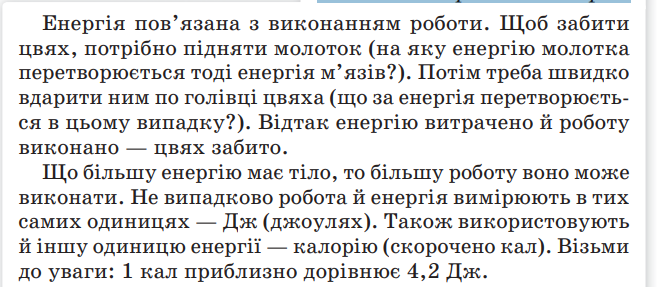 Енергія пов’язана з виконанням роботи. Щоб забити
цвях, потрібно підняти молоток (на яку енергію молотка
перетворюється тоді енергія м’язів?). Потім треба швидко
вдарити ним по голівці цвяха (що за енергія перетворюєть-
ся в цьому випадку?). Відтак енергію витрачено й роботу
виконано — цвях забито.
Що більшу енергію має тіло, то більшу роботу воно може
виконати. Не випадково робота й енергія вимірюють в тих
самих одиницях — Дж (джоулях). Також використовують
й іншу одиницю енергії — калорію (скорочено кал). Візьми
до уваги: 1 кал приблизно дорівнює 4,2 Дж.